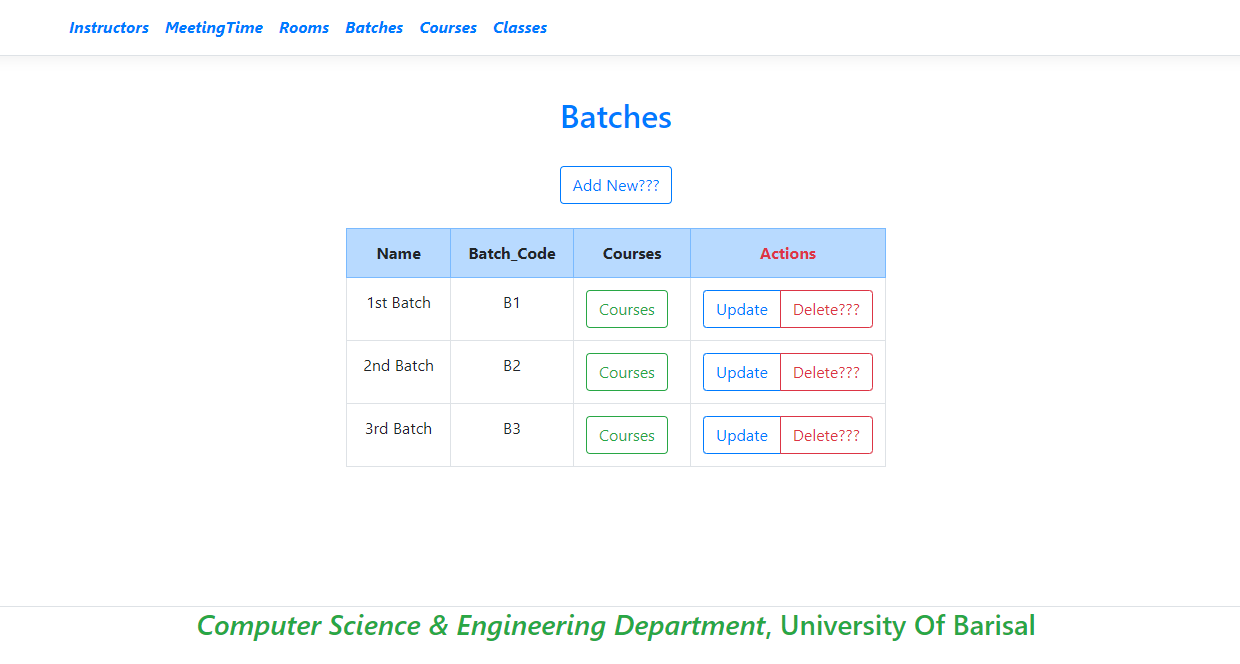 Instructors MeetingTime Rooms Batches Courses Classes
Batches
Add New???
Name Batch_Code Courses Actions
1st Batch B1 Courses Update Delete???
2nd Batch B2 Courses Update Delete???
3rd Batch B3 Courses Update Delete???
Computer Science & Engineering Department, University Of Barisal